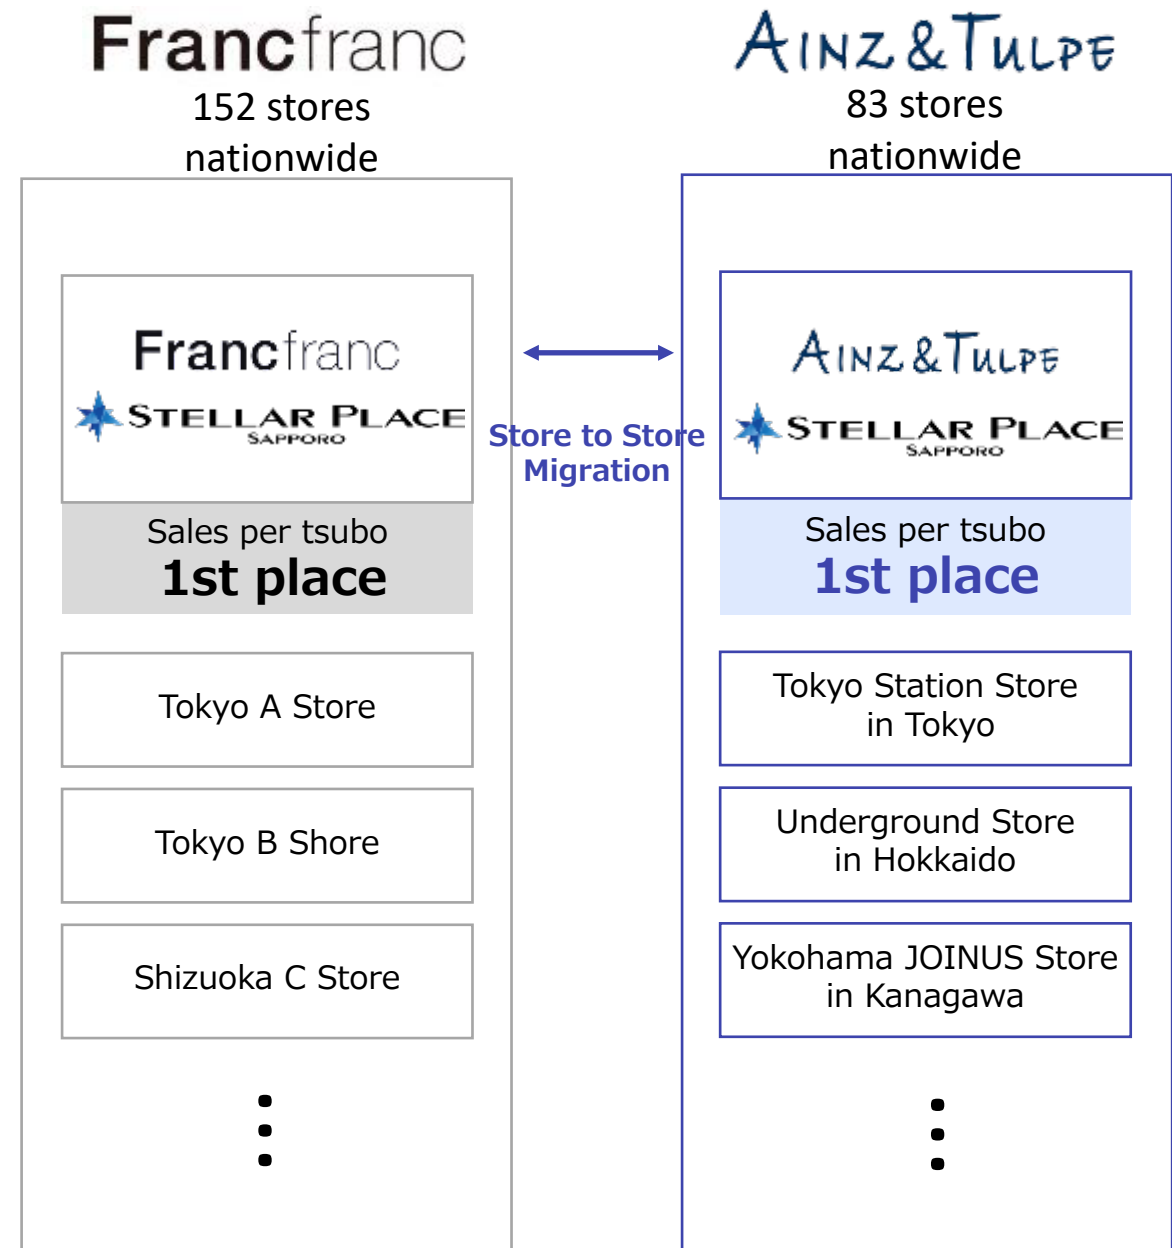 Francfranc
152 stores
nationwide
Francfranc
STELLAR PLACE
SAPPORO
Sales per tsubo
1st place
Tokyo A Store
Tokyo B Shore
Shizuoka C Store
Store to Store
Migration
AINZ & TULPE
83 stores
nationwide
AINZ & TULPE
STELLAR PLACE
SAPPORO
Sales per tsubo
1st place
Tokyo Station Store
in Tokyo
Underground Store
in Hokkaido
Yokohama JOINUS Store
in Kanagawa